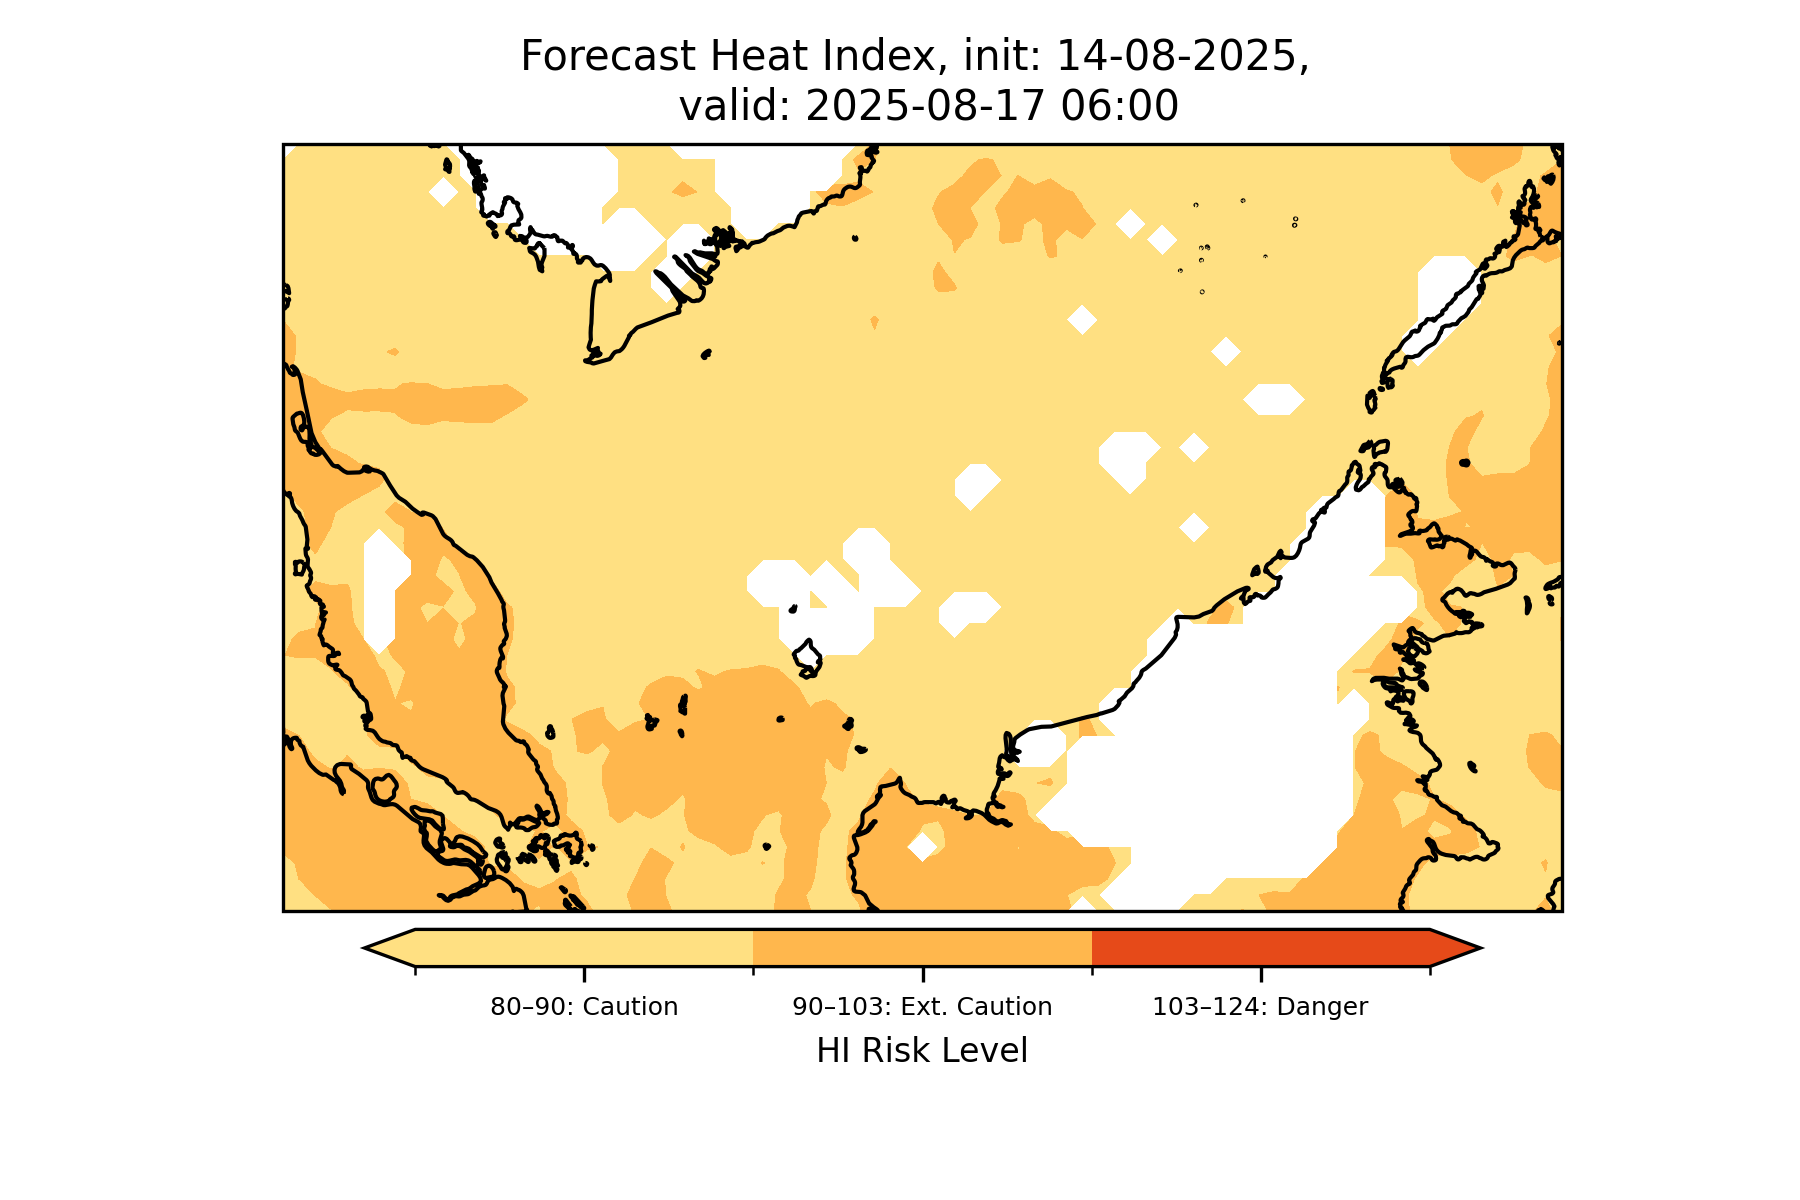 Forecast Heat Index, init: 14-08-2025,
valid: 2025-08-17 06:00
80–90: Caution
90–103: Ext. Caution
103–124: Danger
HI Risk Level